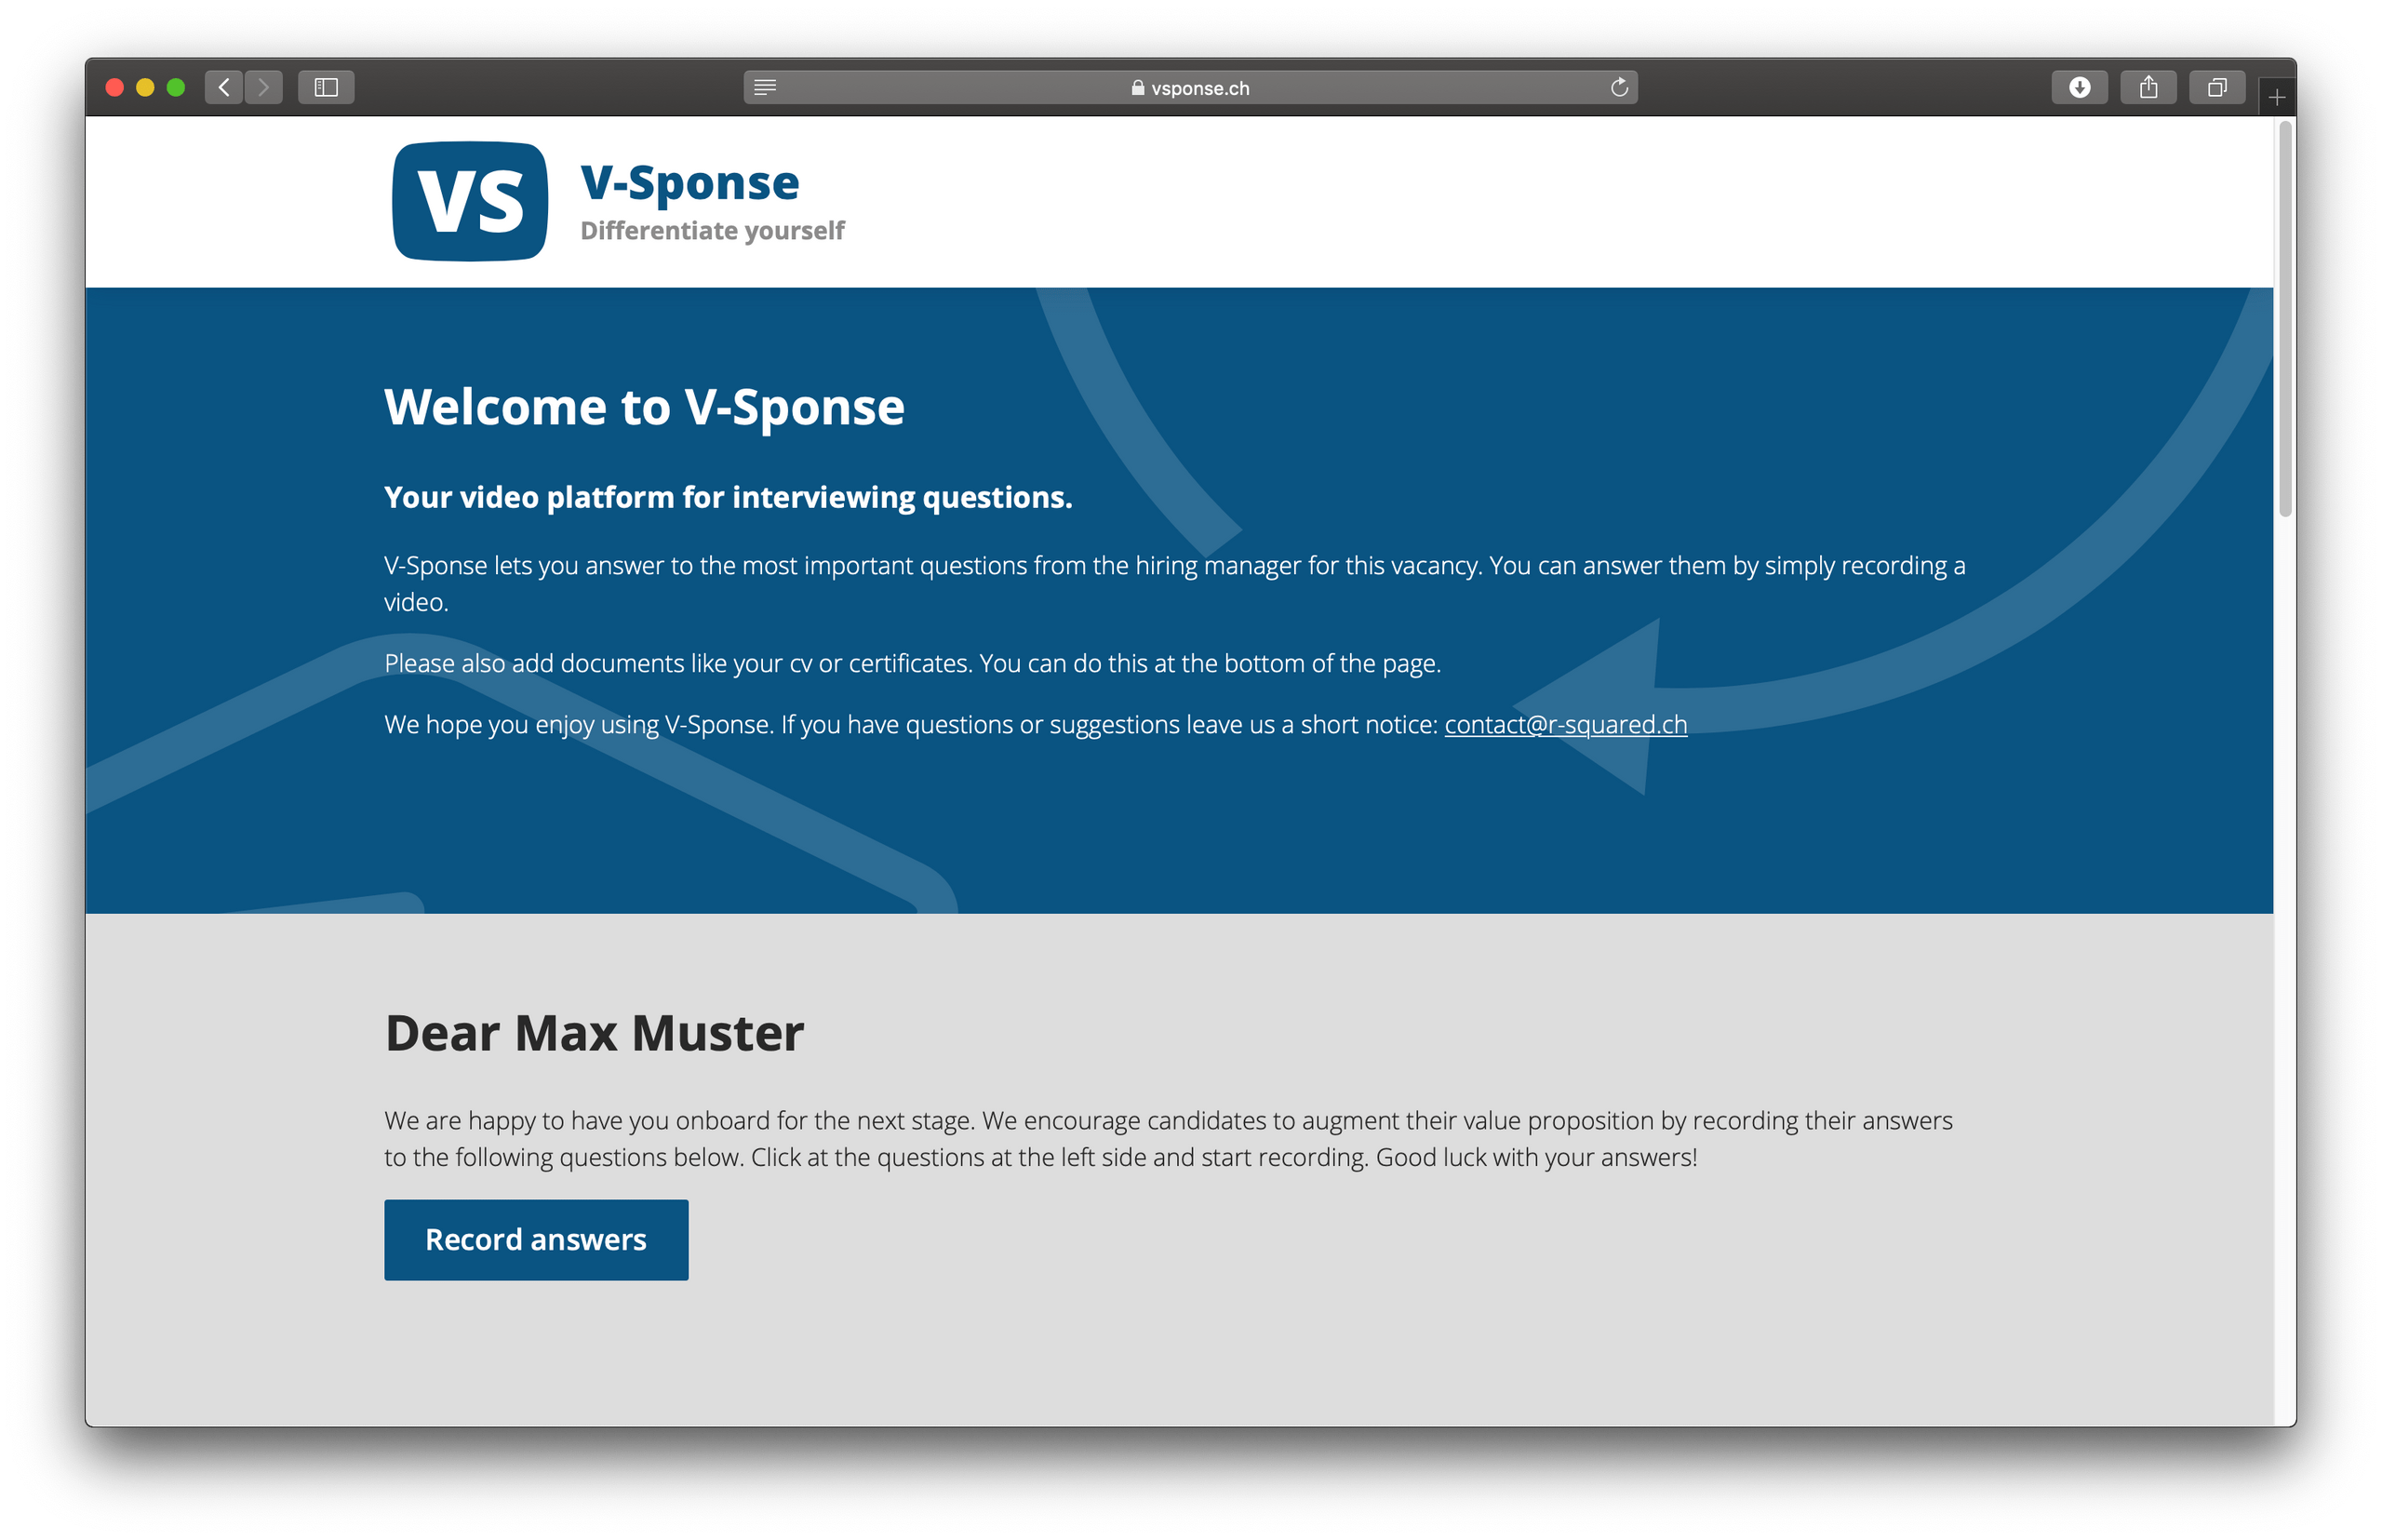 vsponse.ch
VS
V-Sponse
Differentiate yourself
Welcome to V-Sponse
Your video platform for interviewing questions.
V-Sponse lets you answer to the most important questions from the hiring manager for this vacancy. You can answer them by simply recording a
video.
Please also add documents like your cv or certificates. You can do this at the bottom of the page.
We hope you enjoy using V-Sponse. If you have questions or suggestions leave us a short notice: contact@r-squared.ch
Dear Max Muster
We are happy to have you onboard for the next stage. We encourage candidates to augment their value proposition by recording their answers
to the following questions below. Click at the questions at the left side and start recording. Good luck with your answers!
Record answers